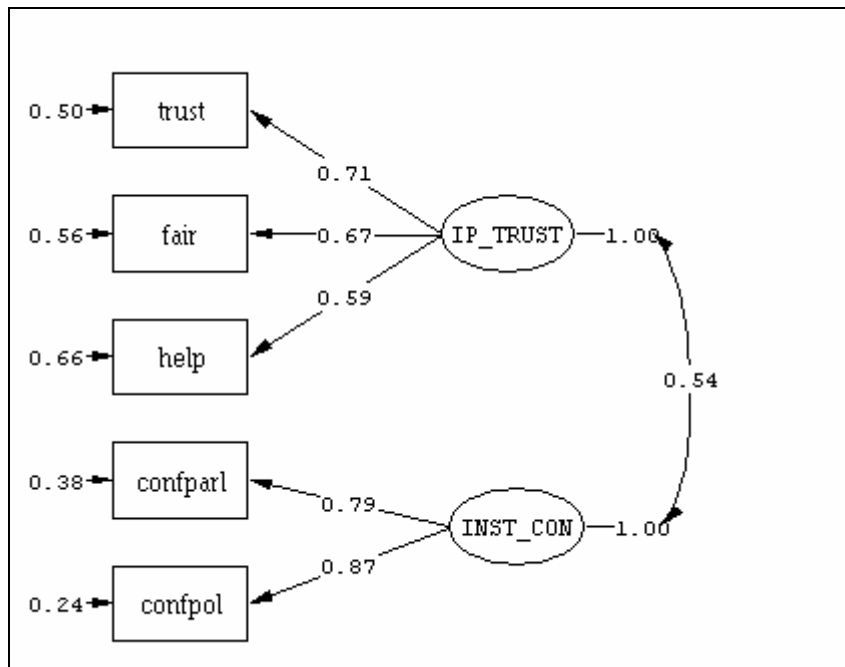 0.50
trust
0.71
0.56
fair
0.67
IP_TRUST
1.00
0.59
0.66
help
0.54
0.38
confparl
0.79
INST_CON
1.00
0.87
0.24
confpol